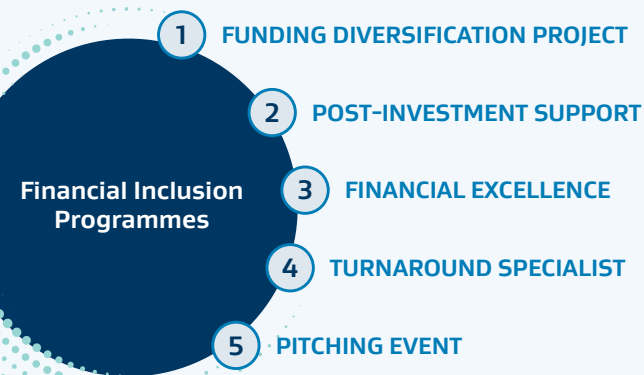 1 FUNDING DIVERSIFICATION PROJECT
2 POST-INVESTMENT SUPPORT
Financial Inclusion
Programmes
3 FINANCIAL EXCELLENCE
4 TURNAROUND SPECIALIST
5 PITCHING EVENT